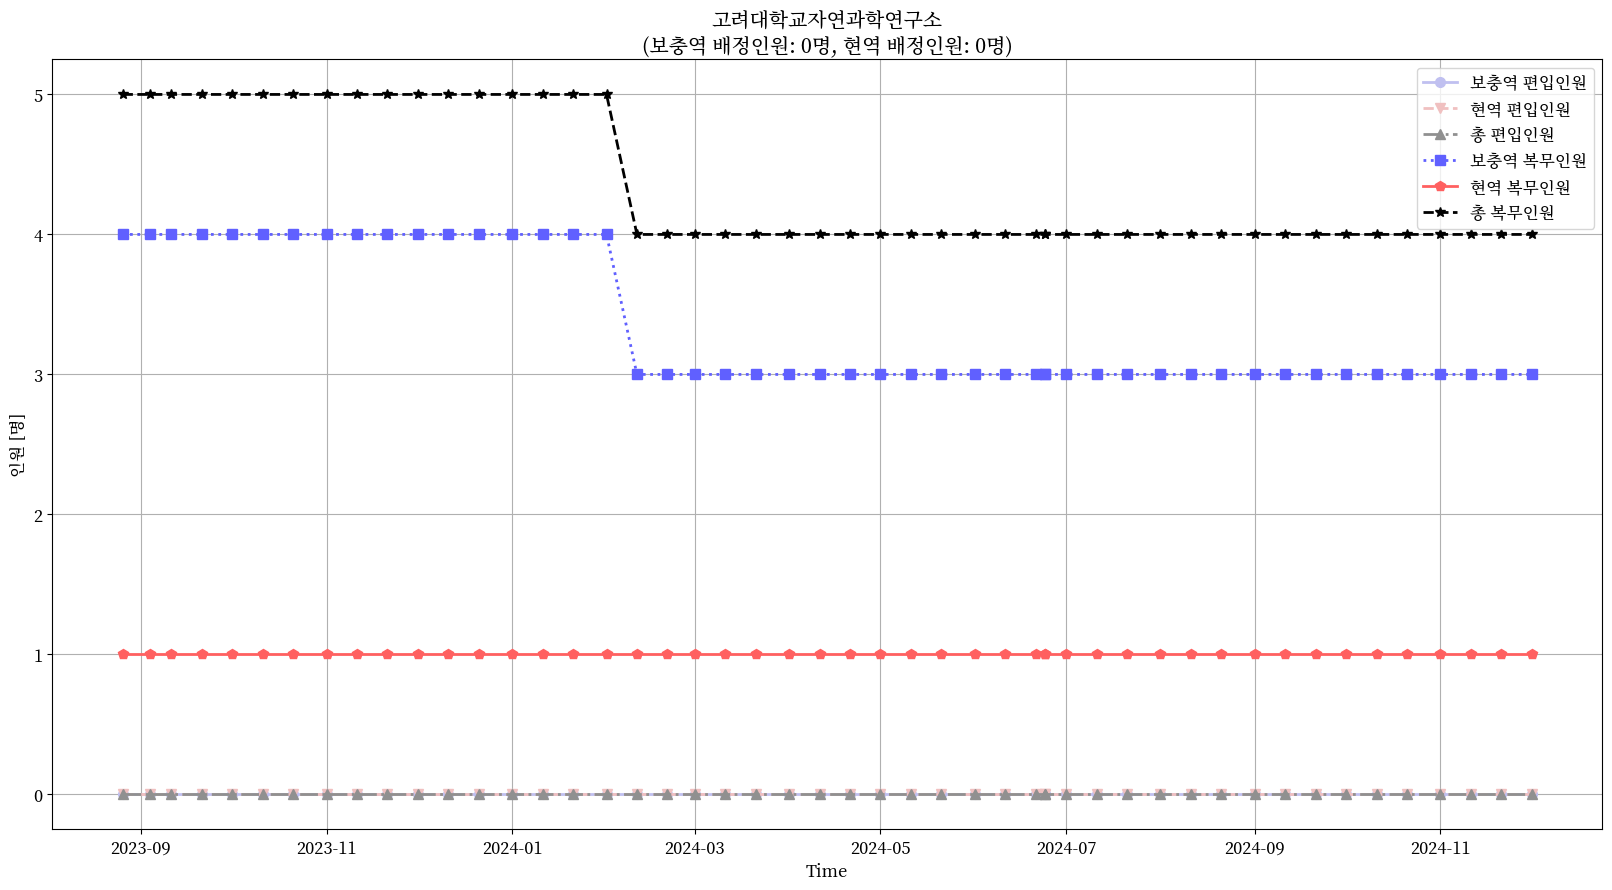 고려대학교자연과학연구소
(보충역 배정인원: 0명, 현역 배정인원: 0명)
보충역 편입인원
현역 편입인원
총 편입인원
보충역 복무인원
현역 복무인원
총 복무인원
인원 [명]
5
4
3
2
1
0
2023-09
2023-11
2024-01
2024-03
2024-05
2024-07
2024-09
2024-11
Time